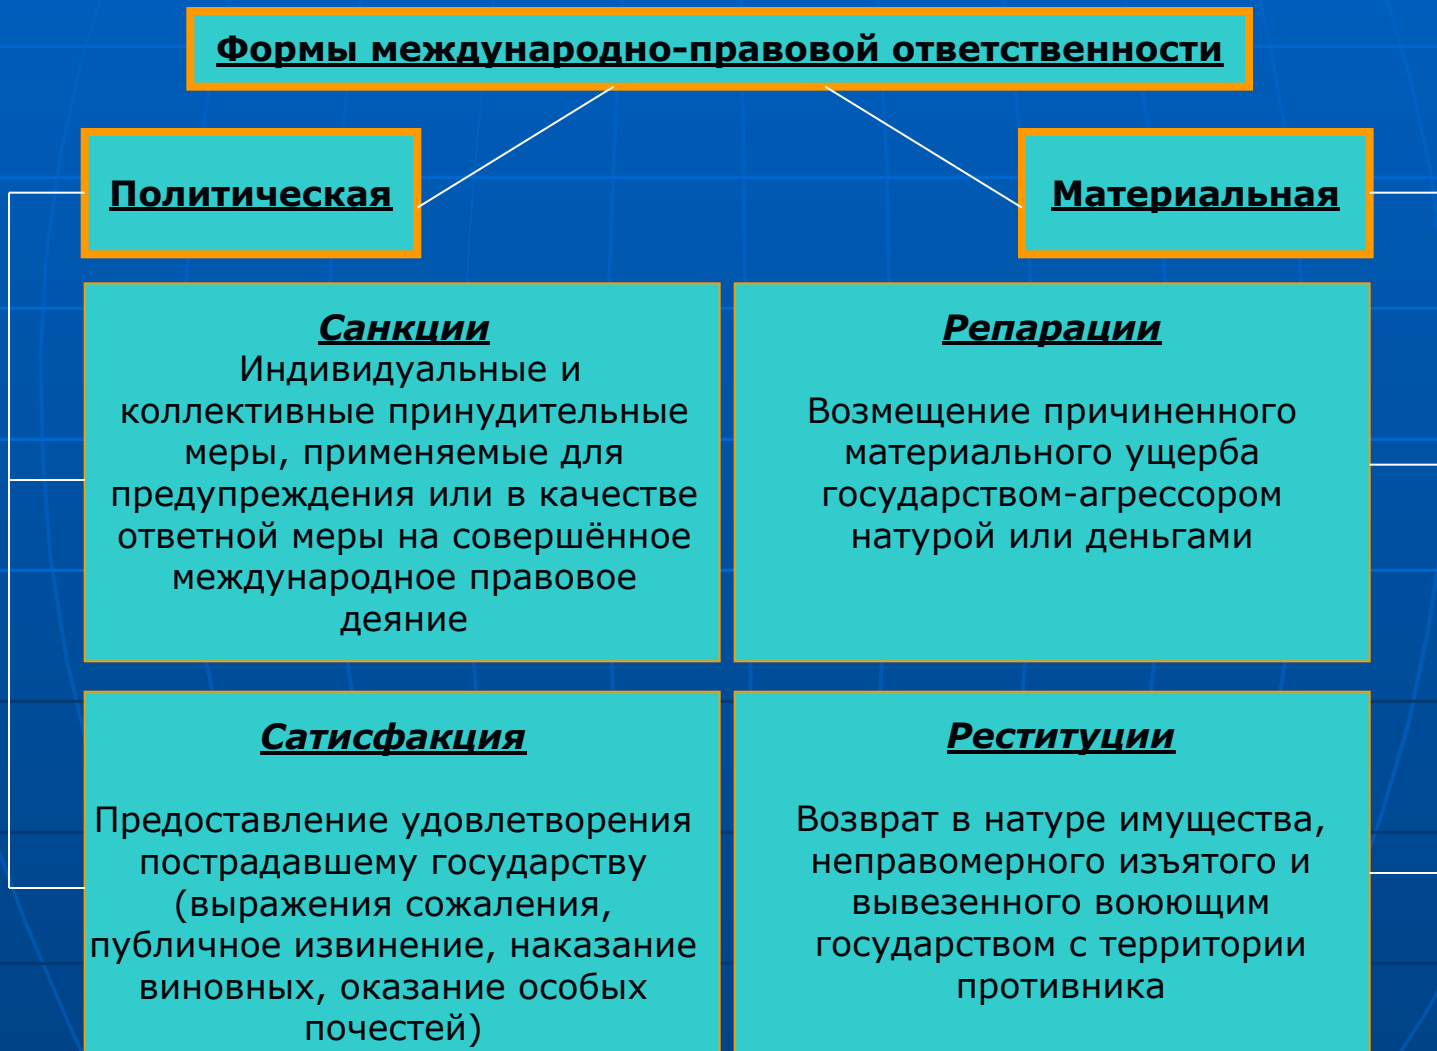 Формы международно-правовой ответственности
Политическая
Материальная
Санкции
Индивидуальные и
коллективные принудительные
меры, применяемые для
предупреждения или в качестве
ответной меры на совершённое
международное правовое
деяние
Репарации
Возмещение причиненного
материального ущерба
государством-агрессором
натурой или деньгами
Сатисфакция
Предоставление удовлетворения
пострадавшему государству
(выражения сожаления,
публичное извинение, наказание
виновных, оказание особых
почестей)
Реституции
Возврат в натуре имущества,
неправомерного изъятого и
вывезенного воюющим
государством с территории
противника